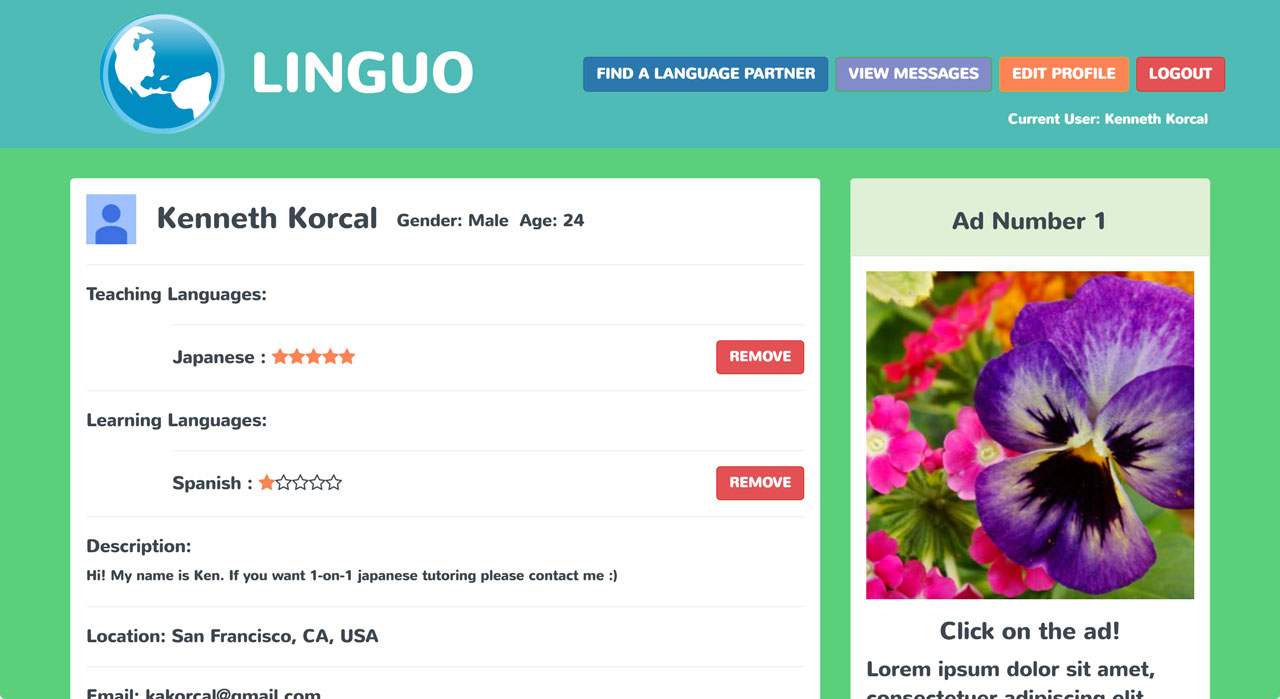 LINGUO
FIND A LANGUAGE PARTNER
VIEW MESSAGES
EDIT PROFILE
LOGOUT
Current User: Kenneth Korcal
Kenneth Korcal Gender: Male Age: 24
Teaching Languages:
Japanese :
REMOVE
Learning Languages:
Spanish :
REMOVE
Description:
Hi! My name is Ken. If you want 1-on-1 japanese tutoring please contact me :)
Location: San Francisco, CA, USA
Email: kakorcal@gmail.com
Ad Number 1
Click on the ad!
Lorem ipsum dolor sit amet,
consectetuer adipiscing elit